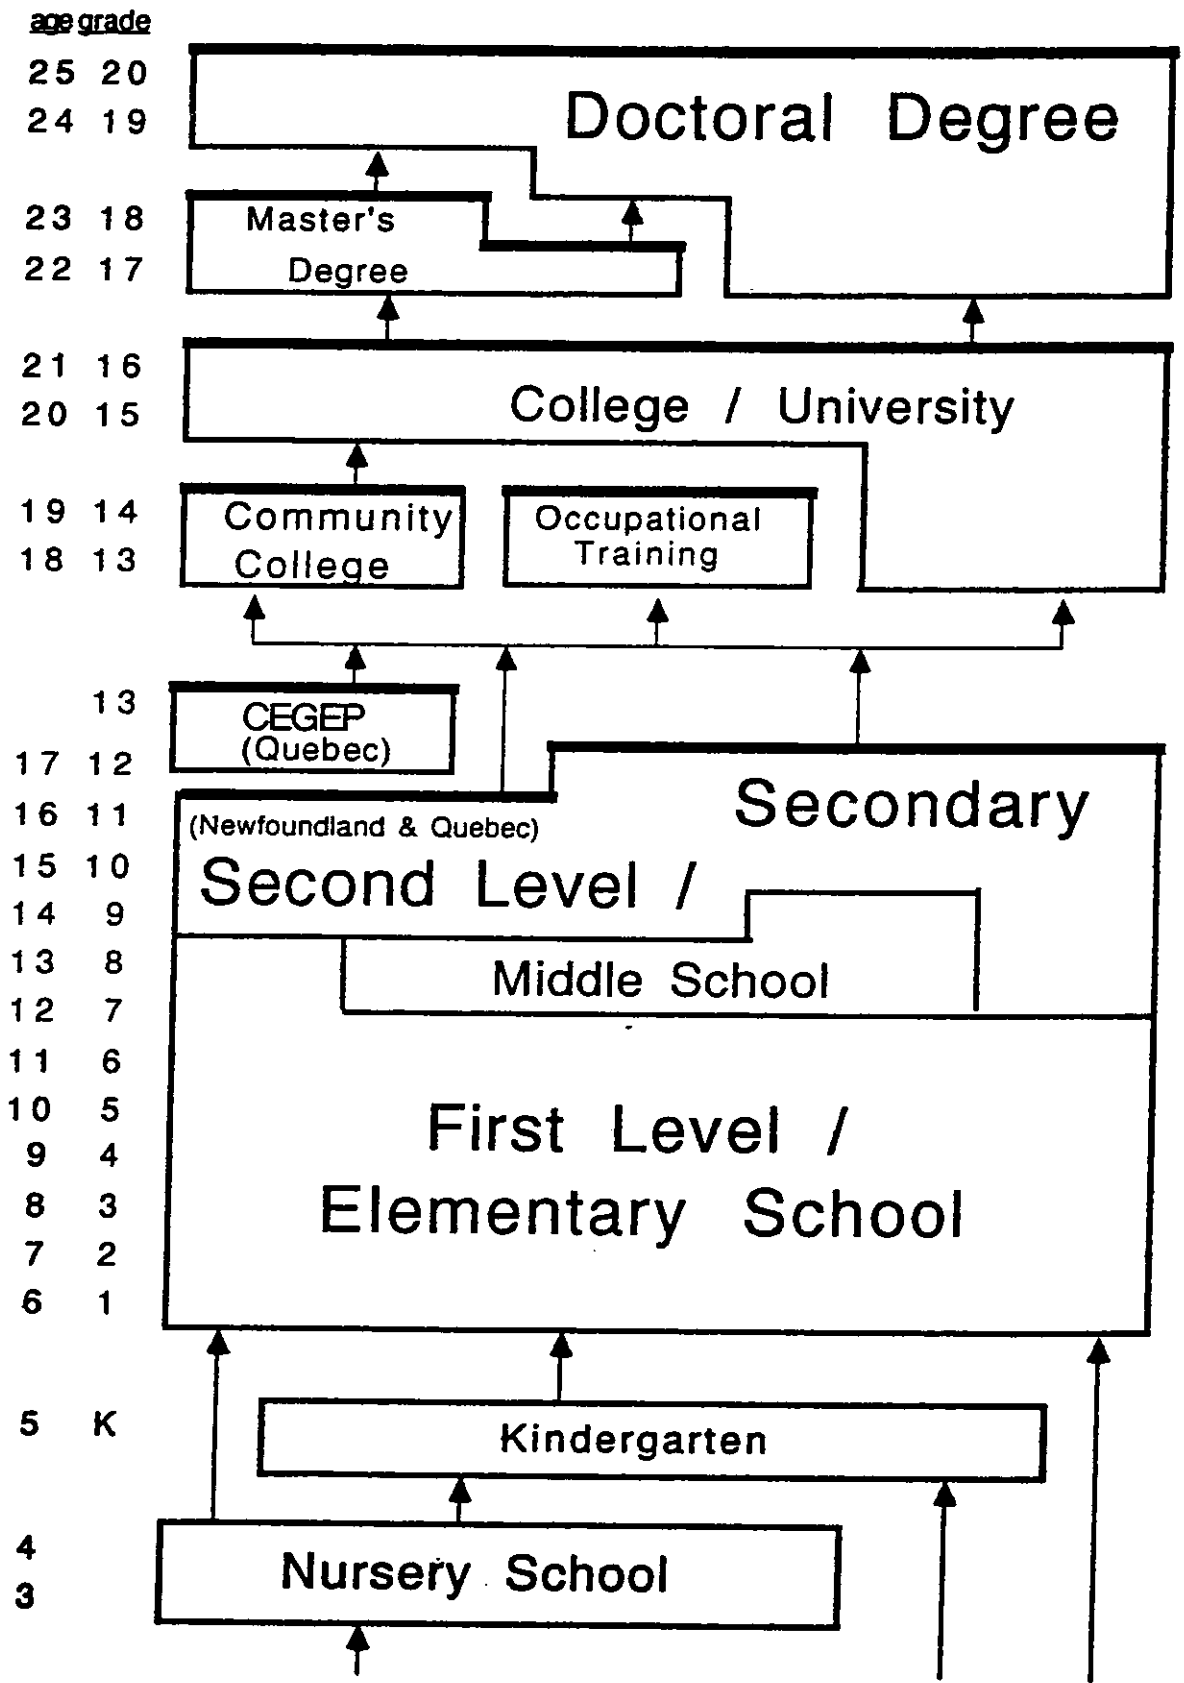 age grade
25 20
Doctoral Degree
24 19
23 18
Master's
22 17
Degree
21 16
College / University
20 15
19 14
Community
College
Occupational
Training
18 13
13
CEGEP
(Quebec)
17 12
Secondary
16 11
(Newfoundland & Quebec)
15 10
Second Level /
14 9
13 8
Middle School
12 7
11 6
10 5
First Level /
9 4
8 3
Elementary School
7 2
6 1
5 K
Kindergarten
4
Nursery School
3